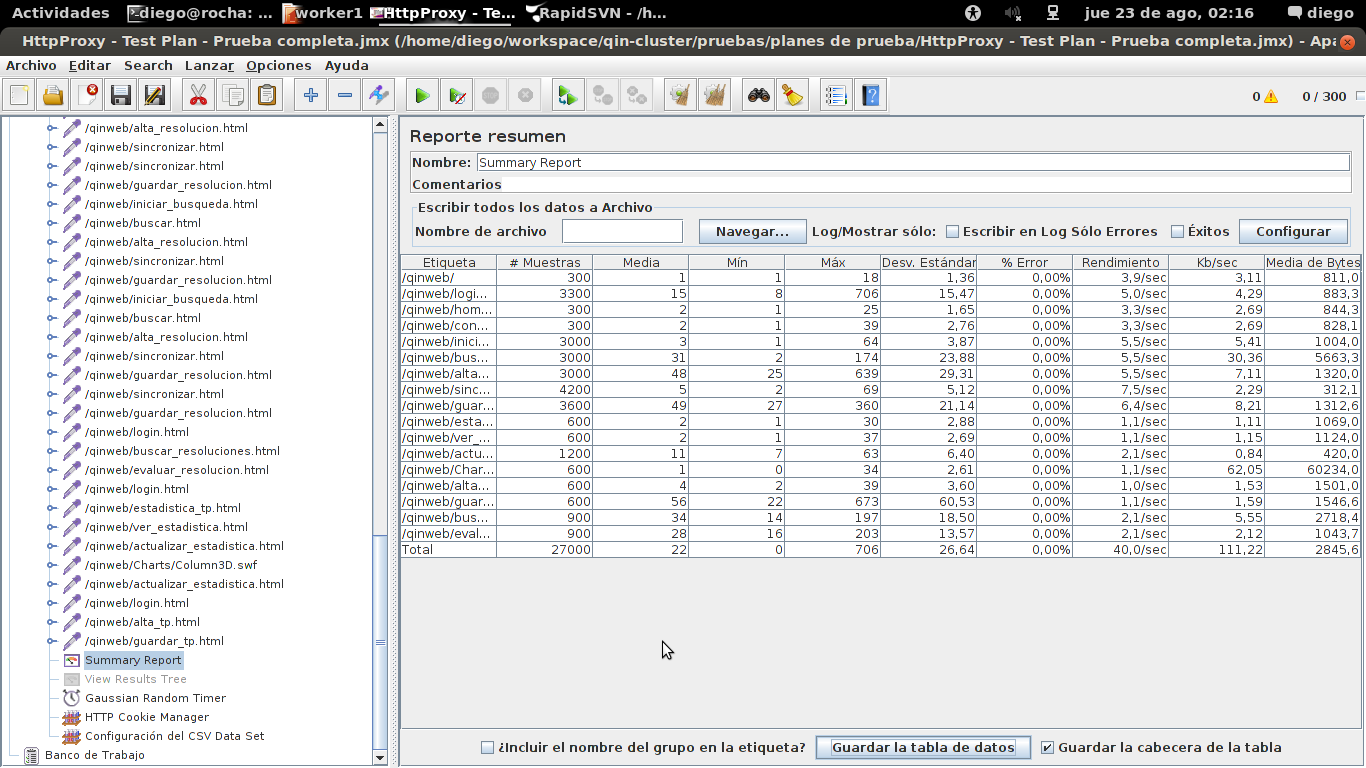 Actividades diego@rocha: ... worker1 HttpProxy - Te... RapidSVN - /h... jue 23 de ago, 02:16 diego
HttpProxy - Test Plan - Prueba completa.jmx (/home/diego/workspace/qin-cluster/pruebas/planes de prueba/HttpProxy - Test Plan - Prueba completa.jmx) - Apa
Archivo Editar Search Lanzar Opciones Ayuda
0 0 / 300
/qinweb/alta_resolucion.html
/qinweb/sincronizar.html
/qinweb/sincronizar.html
/qinweb/guardar_resolucion.html
/qinweb/iniciar_busqueda.html
/qinweb/buscar.html
/qinweb/alta_resolucion.html
/qinweb/sincronizar.html
/qinweb/guardar_resolucion.html
/qinweb/iniciar_busqueda.html
/qinweb/buscar.html
/qinweb/alta_resolucion.html
/qinweb/sincronizar.html
/qinweb/guardar_resolucion.html
/qinweb/sincronizar.html
/qinweb/guardar_resolucion.html
/qinweb/login.html
/qinweb/buscar_resoluciones.html
/qinweb/evaluar_resolucion.html
/qinweb/login.html
/qinweb/estadistica_tp.html
/qinweb/ver_estadistica.html
/qinweb/actualizar_estadistica.html
/qinweb/Charts/Column3D.swf
/qinweb/actualizar_estadistica.html
/qinweb/login.html
/qinweb/alta_tp.html
/qinweb/guardar_tp.html
Summary Report
View Results Tree
Gaussian Random Timer
HTTP Cookie Manager
Configuración del CSV Data Set
Banco de Trabajo
Reporte resumen
Nombre: Summary Report
Comentarios
Escribir todos los datos a Archivo
Nombre de archivo Navegar... Log/Mostrar sólo: Escribir en Log Sólo Errores Éxitos Configurar
Etiqueta # Muestras Media Mín Máx Desv. Estándar % Error Rendimiento Kb/sec Media de Bytes
/qinweb/ 300 1 1 18 1,36 0,00% 3,9/sec 3,11 811,0
/qinweb/logi... 3300 15 8 706 15,47 0,00% 5,0/sec 4,29 883,3
/qinweb/hom... 300 2 1 25 1,65 0,00% 3,3/sec 2,69 844,3
/qinweb/con... 300 2 1 39 2,76 0,00% 3,3/sec 2,69 828,1
/qinweb/inici... 3000 3 1 64 3,87 0,00% 5,5/sec 5,41 1004,0
/qinweb/bus... 3000 31 2 174 23,88 0,00% 5,5/sec 30,36 5663,3
/qinweb/alta... 3000 48 25 639 29,31 0,00% 5,5/sec 7,11 1320,0
/qinweb/sinc... 4200 5 2 69 5,12 0,00% 7,5/sec 2,29 312,1
/qinweb/guar... 3600 49 27 360 21,14 0,00% 6,4/sec 8,21 1312,6
/qinweb/esta... 600 2 1 30 2,88 0,00% 1,1/sec 1,11 1069,0
/qinweb/ver_... 600 2 1 37 2,69 0,00% 1,1/sec 1,15 1124,0
/qinweb/actu... 1200 11 7 63 6,40 0,00% 2,1/sec 0,84 420,0
/qinweb/Char... 600 1 0 34 2,61 0,00% 1,1/sec 62,05 60234,0
/qinweb/alta... 600 4 2 39 3,60 0,00% 1,0/sec 1,53 1501,0
/qinweb/guar... 600 56 22 673 60,53 0,00% 1,1/sec 1,59 1546,6
/qinweb/bus... 900 34 14 197 18,50 0,00% 2,1/sec 5,55 2718,4
/qinweb/eval... 900 28 16 203 13,57 0,00% 2,1/sec 2,12 1043,7
Total 27000 22 0 706 26,64 0,00% 40,0/sec 111,22 2845,6
¿Incluir el nombre del grupo en la etiqueta? Guardar la tabla de datos Guardar la cabecera de la tabla